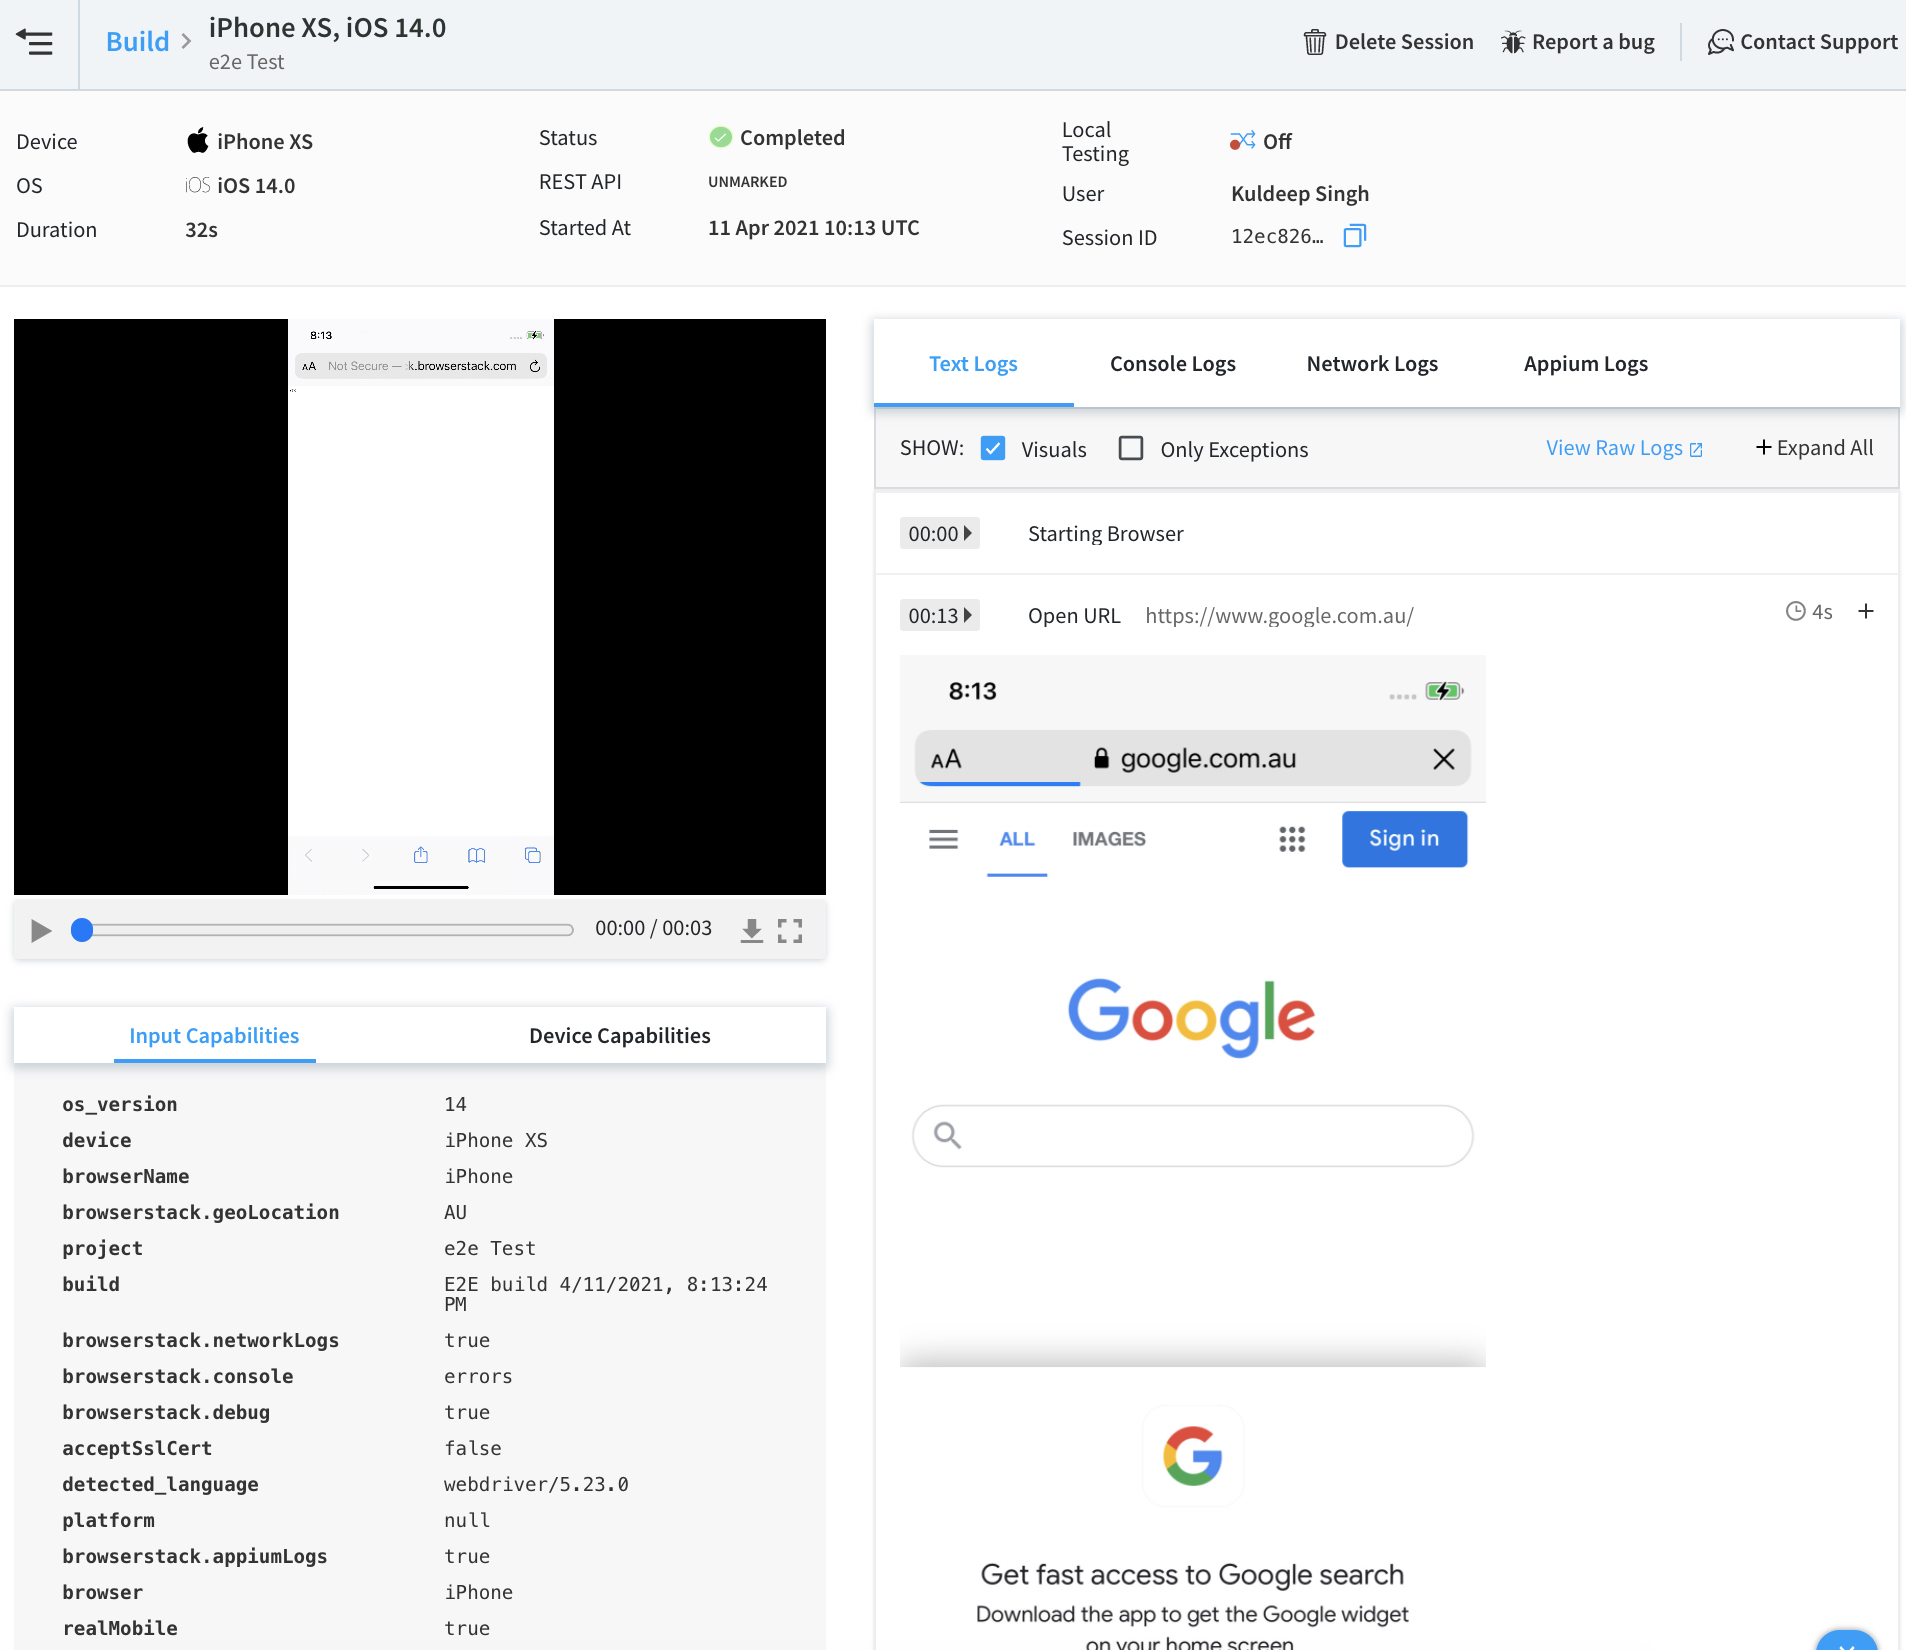 Build > iPhone XS, iOS 14.0
e2e Test
Delete Session Report a bug Contact Support
Device iPhone XS
OS iOS iOS 14.0
Duration 32s
Status Completed
REST API UNMARKED
Started At 11 Apr 2021 10:13 UTC
Local Testing Off
User Kuldeep Singh
Session ID 12ec826...
8:13
AA Not Secure — :k.browserstack.com
00:00 / 00:03
Input Capabilities Device Capabilities
os_version 14
device iPhone XS
browserName iPhone
browserstack.geoLocation AU
project e2e Test
build E2E build 4/11/2021, 8:13:24
PM
browserstack.networkLogs true
browserstack.console errors
browserstack.debug true
acceptSslCert false
detected_language webdriver/5.23.0
platform null
browserstack.appiumLogs true
browser iPhone
realMobile true
Text Logs Console Logs Network Logs Appium Logs
SHOW: Visuals Only Exceptions View Raw Logs + Expand All
00:00 Starting Browser
00:13 Open URL https://www.google.com.au/ 4s +
8:13
AA google.com.au
ALL IMAGES Sign in
Google
G
Get fast access to Google search
Download the app to get the Google widget
on your home screen